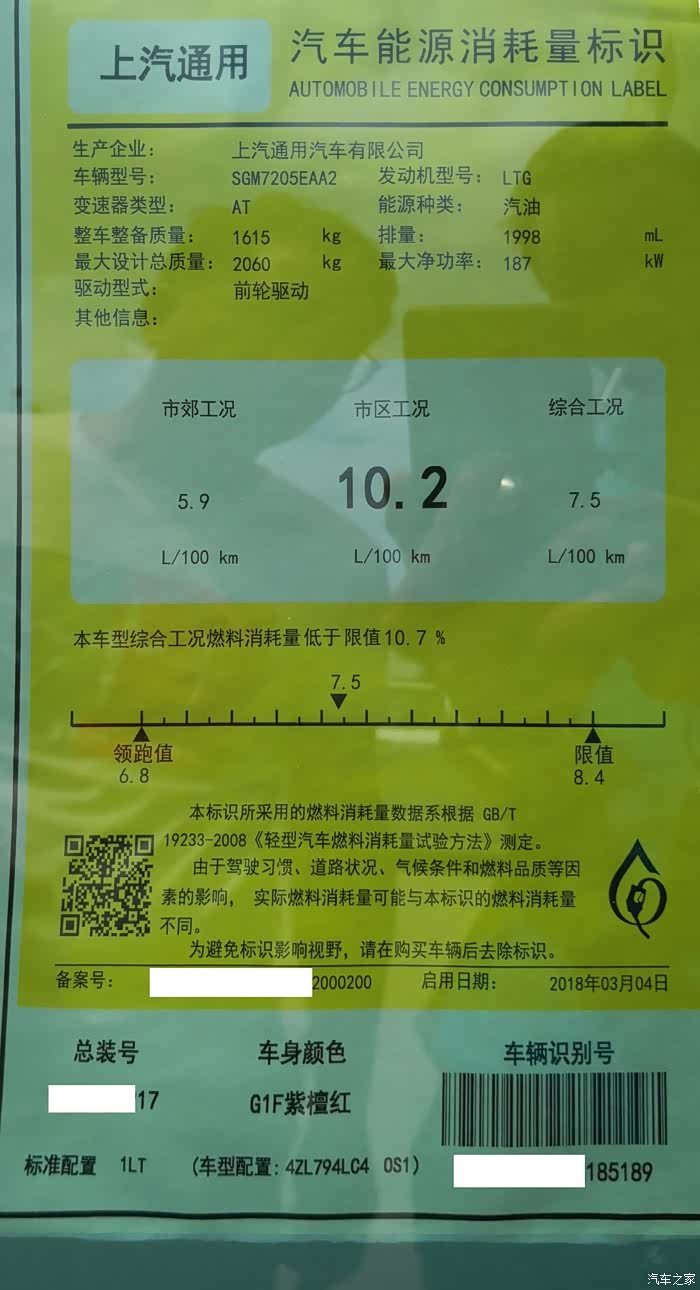 上汽通用
汽车能源消耗量标识
AUTOMOBILE ENERGY CONSUMPTION LABEL
生产企业: 上汽通用汽车有限公司
车辆型号: SGM7205EAA2 发动机型号: LTG
变速器类型: AT 能源种类: 汽油
整车整备质量: 1615 kg 排量: 1998 mL
最大设计总质量: 2060 kg 最大净功率: 187 kW
驱动型式: 前轮驱动
其他信息:
市郊工况 市区工况 综合工况
5.9 10.2 7.5
L/100 km L/100 km L/100 km
本车型综合工况燃料消耗量低于限值10.7 %
7.5
领跑值 限值
6.8 8.4
本标识所采用的燃料消耗量数据系根据 GB/T
19233-2008《轻型汽车燃料消耗量试验方法》测定。
由于驾驶习惯、道路状况、气候条件和燃料品质等因
素的影响, 实际燃料消耗量可能与本标识的燃料消耗量
不同。
为避免标识影响视野,请在购买车辆后去除标识。
备案号: 2000200 启用日期: 2018年03月04日
总装号 车身颜色 车辆识别号
17 G1F紫檀红
标准配置 1LT (车型配置: 4ZL794LC4 0S1) 185189
汽车之家